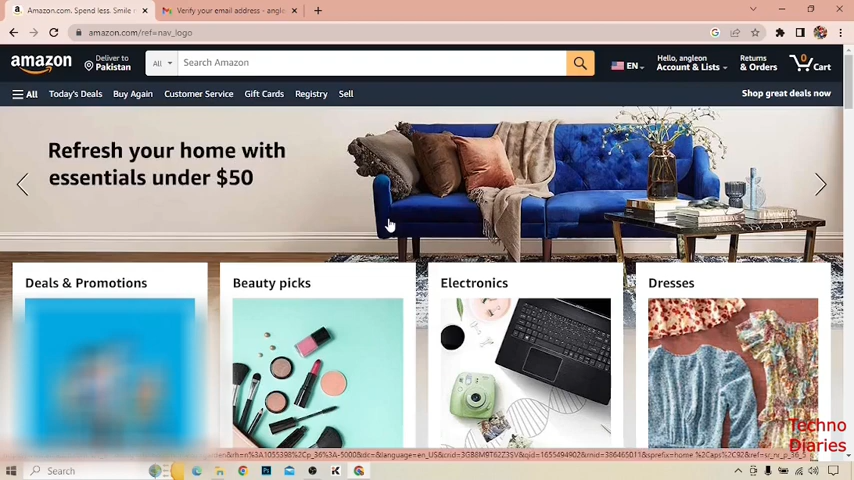 Amazon.com. Spend less. Smile
Verify your email address - angle
amazon.com/ref=nav_logo
amazon
Deliver to
Pakistan
All
Search Amazon
EN
Hello, angleon
Account & Lists
Returns
& Orders
0
Cart
All
Today's Deals
Buy Again
Customer Service
Gift Cards
Registry
Sell
Shop great deals now
Refresh your home with
essentials under $50
Deals & Promotions
Beauty picks
Electronics
Dresses
Techno
Diaries
Search